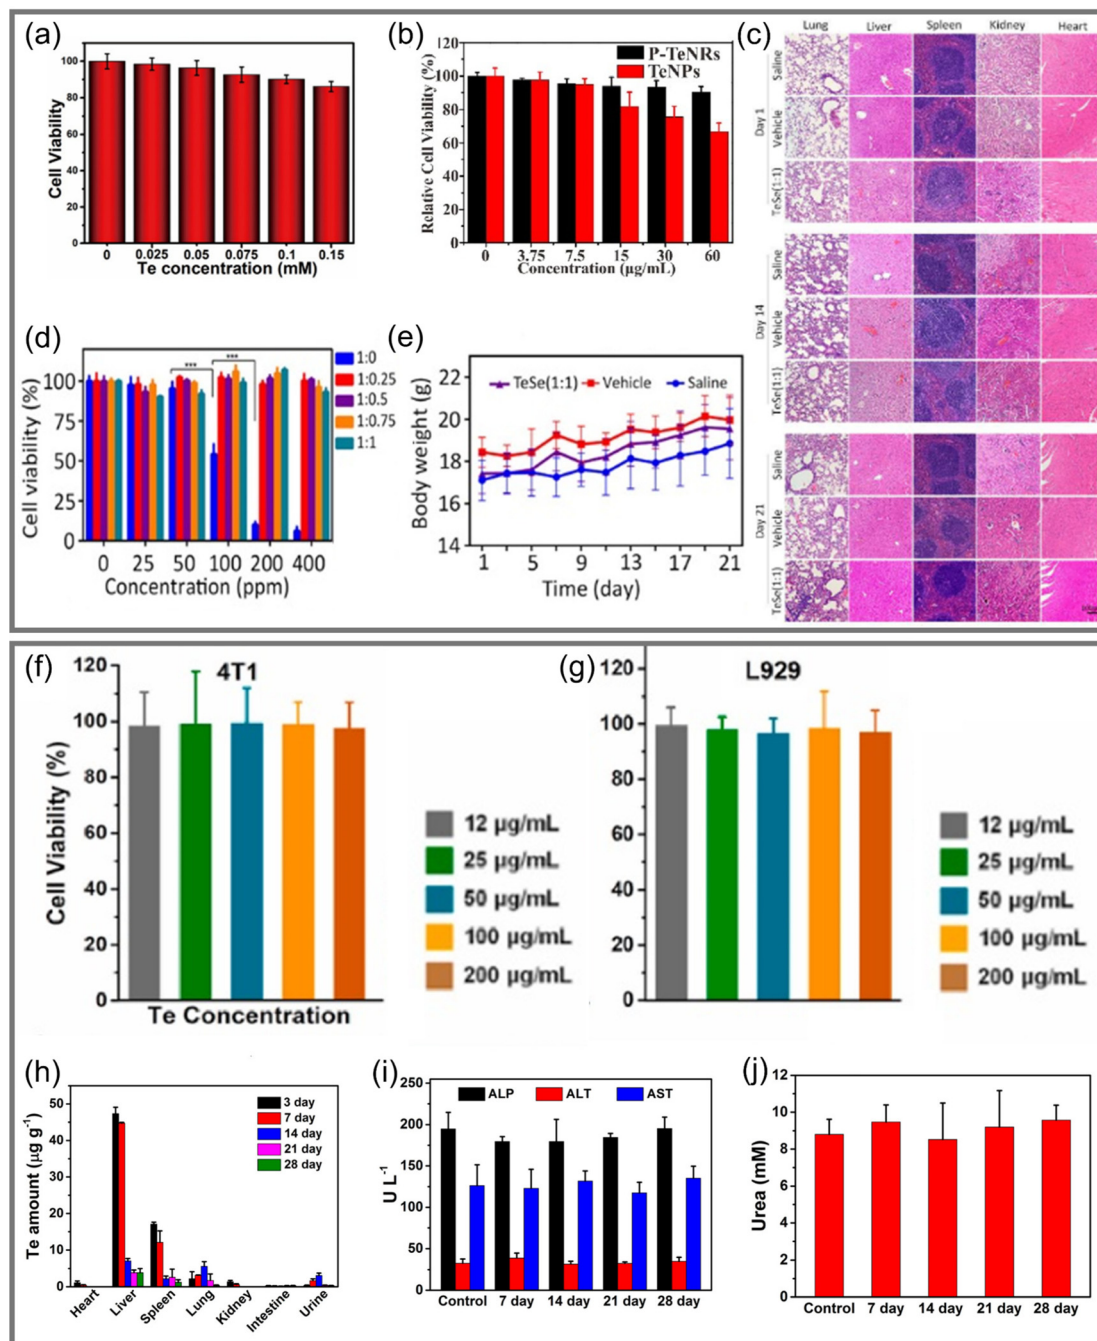 (a)
Cell Viability
120
100
80
60
40
20
0
0 0.025 0.05 0.075 0.1 0.15
Te concentration (mM)
(b)
Relative Cell Viability (%)
120
100
80
60
40
20
0
P-TeNRs
TeNPs
0 3.75 7.5 15 30 60
Concentration (μg/mL)
(c)
Lung Liver Spleen Kidney Heart
Day 1
Saline
Vehicle
TeSe(1:1)
Day 14
Saline
Vehicle
TeSe(1:1)
Day 21
Saline
Vehicle
TeSe(1:1)
(d)
Cell viability (%)
100
75
50
25
0
*** ***
1:0
1:0.25
1:0.5
1:0.75
1:1
0 25 50 100 200 400
Concentration (ppm)
(e)
Body weight (g)
22
20
18
16
14
TeSe(1:1) Vehicle Saline
1 5 9 13 17 21
Time (day)
(f)
4T1
Cell Viability (%)
120
100
80
60
40
20
0
Te Concentration
12 μg/mL
25 μg/mL
50 μg/mL
100 μg/mL
200 μg/mL
(g)
L929
120
100
80
60
40
20
0
12 μg/mL
25 μg/mL
50 μg/mL
100 μg/mL
200 μg/mL
(h)
Te amount (μg g⁻¹)
50
40
30
20
10
0
3 day
7 day
14 day
21 day
28 day
Heart Liver Spleen Lung Kidney Intestine Urine
(i)
U L⁻¹
250
200
150
100
50
0
ALP ALT AST
Control 7 day 14 day 21 day 28 day
(j)
Urea (mM)
12
10
8
6
4
2
0
Control 7 day 14 day 21 day 28 day